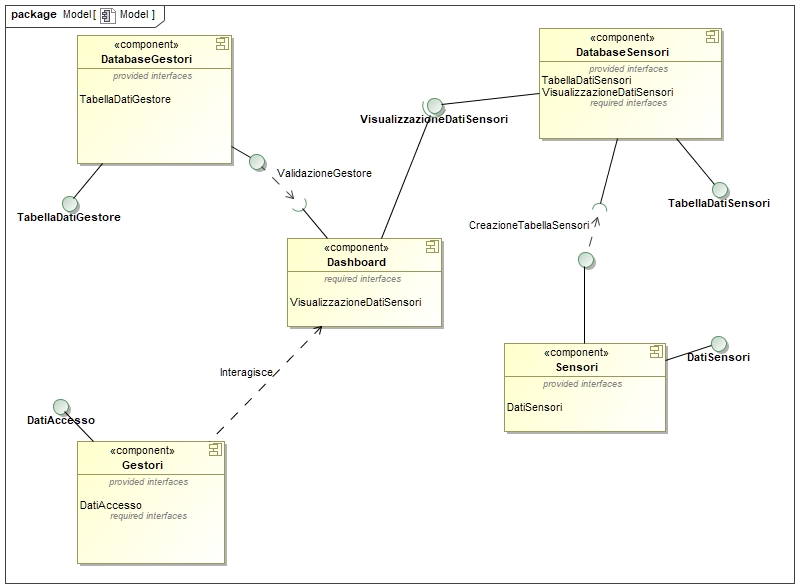 package Model [ Model ]
«component»
DatabaseGestori
provided interfaces
TabellaDatiGestore
«component»
DatabaseSensori
provided interfaces
TabellaDatiSensori
VisualizzazioneDatiSensori
required interfaces
VisualizzazioneDatiSensori
ValidazioneGestore
TabellaDatiGestore
TabellaDatiSensori
CreazioneTabellaSensori
«component»
Dashboard
required interfaces
VisualizzazioneDatiSensori
«component»
Sensori
provided interfaces
DatiSensori
DatiSensori
Interagisce
DatiAccesso
«component»
Gestori
provided interfaces
DatiAccesso
required interfaces